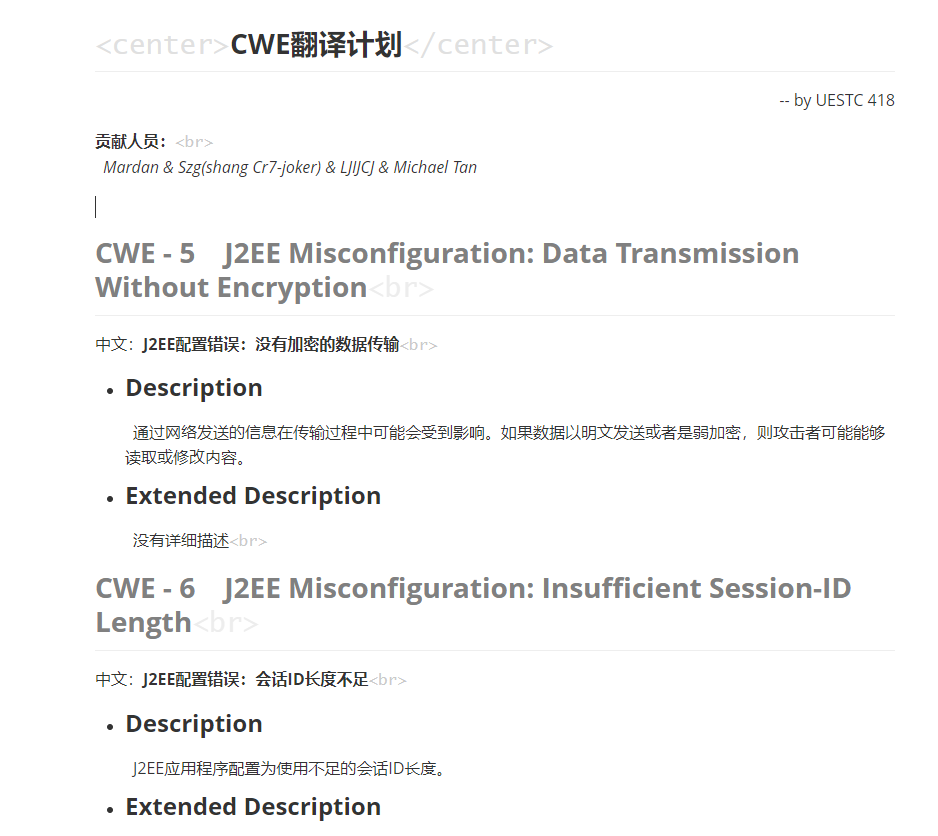 <center>CWE翻译计划</center>
-- by UESTC 418
贡献人员：<br>
Mardan & Szg(shang Cr7-joker) & LJIJCJ & Michael Tan
CWE - 5 J2EE Misconfiguration: Data Transmission
Without Encryption<br>
中文：J2EE配置错误：没有加密的数据传输<br>
• Description
通过网络发送的信息在传输过程中可能会受到影响。如果数据以明文发送或者是弱加密，则攻击者可能能够
读取或修改内容。
• Extended Description
没有详细描述<br>
CWE - 6 J2EE Misconfiguration: Insufficient Session-ID
Length<br>
中文：J2EE配置错误：会话ID长度不足<br>
• Description
J2EE应用程序配置为使用不足的会话ID长度。
• Extended Description